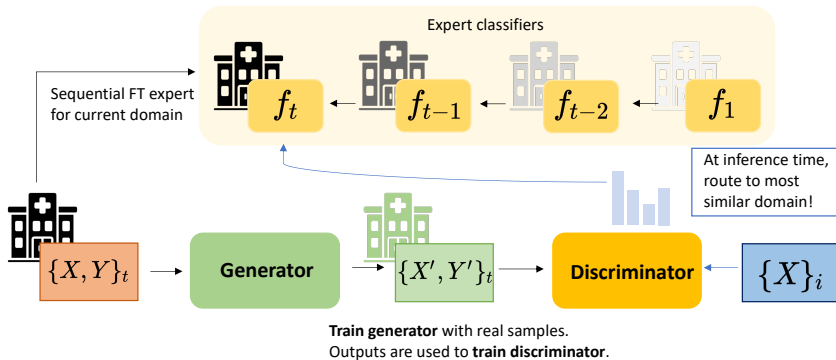 Expert classifiers
Sequential FT expert
for current domain
f_t
f_{t-1}
f_{t-2}
f_1
At inference time,
route to most
similar domain!
{X, Y}_t
Generator
{X', Y'}_t
Discriminator
{X}_i
Train generator with real samples.
Outputs are used to train discriminator.